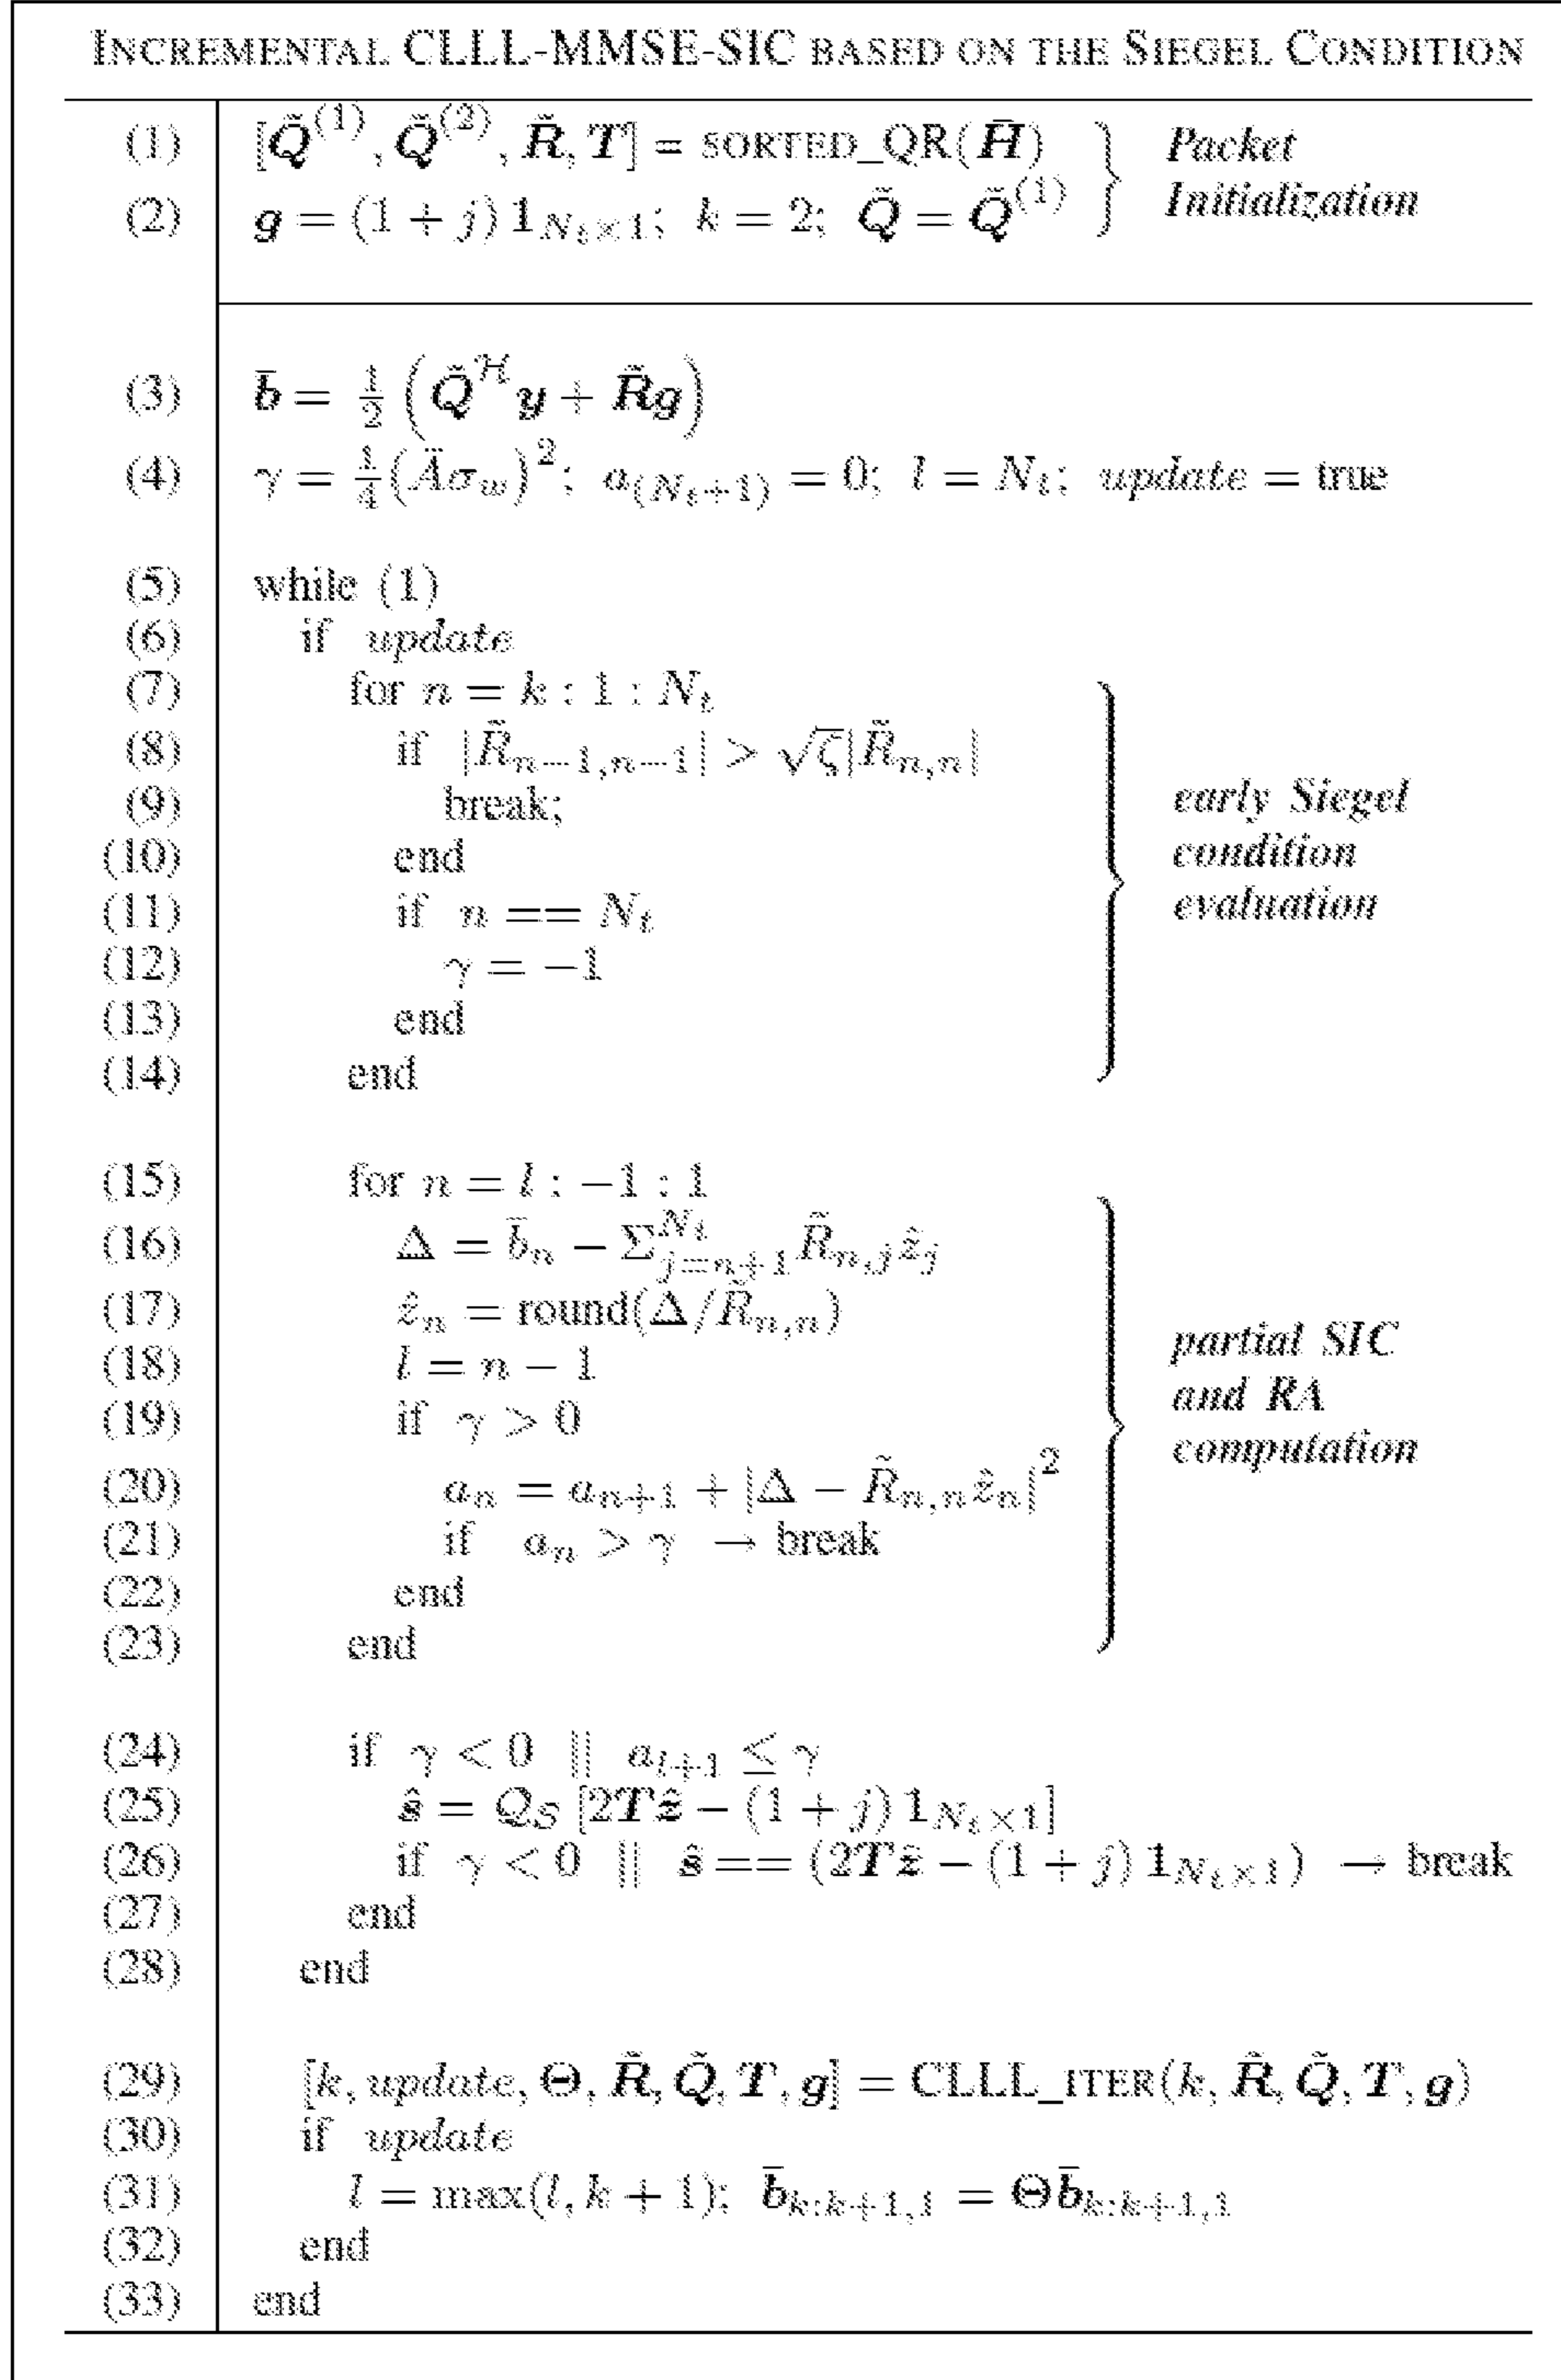 INCREMENTAL CLLL-MMSE-SIC BASED ON THE SIEGEL CONDITION
(1) [Q̃⁽¹⁾, Q̃⁽²⁾, R̃, T] = SORTED_QR(H̄) } Packet
(2) g = (1 + j) 1_{N_t×1}; k = 2; Q̃ = Q̃⁽¹⁾ Initialization
(3) b̄ = ½ (Q̃^ℋ y + R̃g)
(4) γ = ¼(Äσ_w)²; a_{(N_t+1)} = 0; l = N_t; update = true
(5) while (1)
(6) if update
(7) for n = k : 1 : N_t
(8) if |R̃_{n−1,n−1}| > √ζ|R̃_{n,n}|
(9) break; early Siegel
(10) end condition
(11) if n == N_t evaluation
(12) γ = −1
(13) end
(14) end
(15) for n = l : −1 : 1
(16) Δ = b̄_n − Σ_{j=n+1}^{N_t} R̃_{n,j} ẑ_j
(17) ẑ_n = round(Δ/R̃_{n,n})
(18) l = n − 1 partial SIC
(19) if γ > 0 and RA
(20) a_n = a_{n+1} + |Δ − R̃_{n,n} ẑ_n|² computation
(21) if a_n > γ → break
(22) end
(23) end
(24) if γ < 0 || a_{l+1} ≤ γ
(25) ŝ = Q_S [2Tẑ − (1 + j) 1_{N_t×1}]
(26) if γ < 0 || ŝ == (2Tẑ − (1 + j) 1_{N_t×1}) → break
(27) end
(28) end
(29) [k, update, Θ, R̃, Q̃, T, g] = CLLL_ITER(k, R̃, Q̃, T, g)
(30) if update
(31) l = max(l, k + 1); b̄_{k:k+1,1} = Θb̄_{k:k+1,1}
(32) end
(33) end